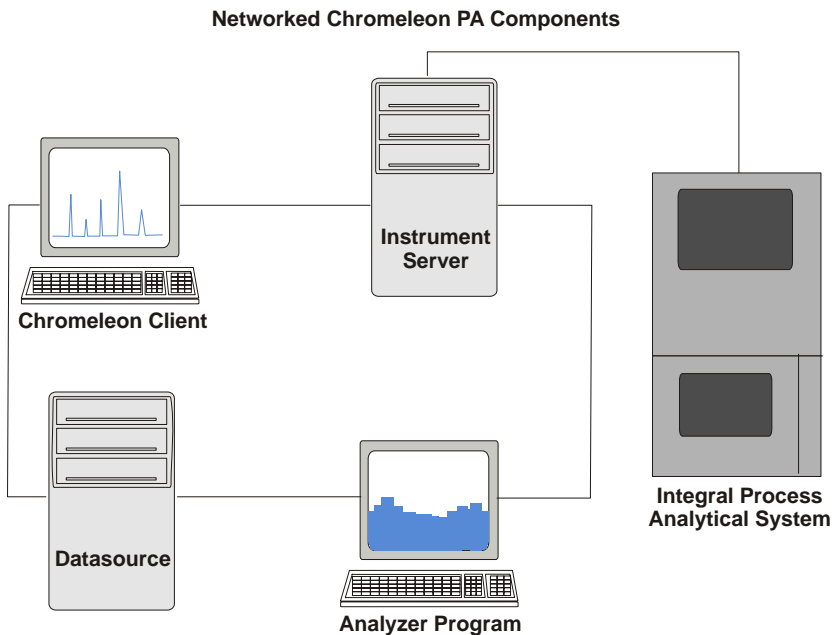 Networked Chromeleon PA Components
Instrument
Server
Chromeleon Client
Integral Process
Analytical System
Datasource
Analyzer Program